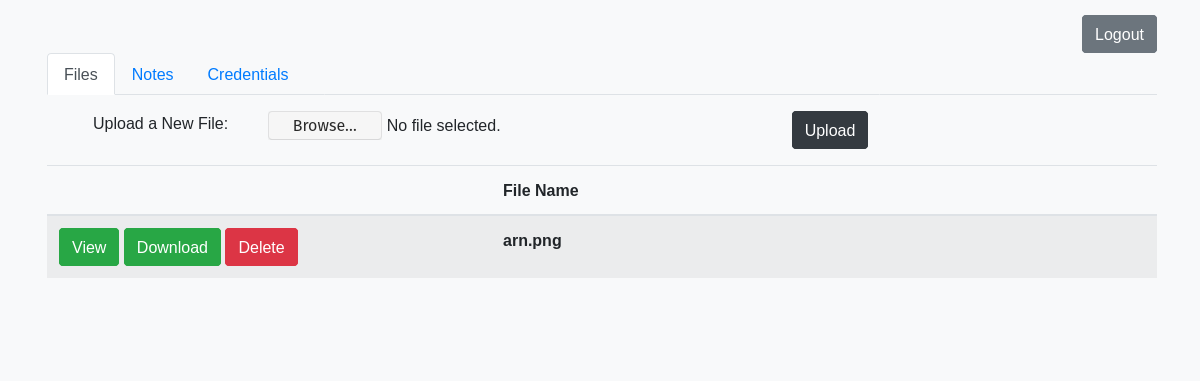 Logout
Files Notes Credentials
Upload a New File: Browse... No file selected. Upload
File Name
View Download Delete arn.png